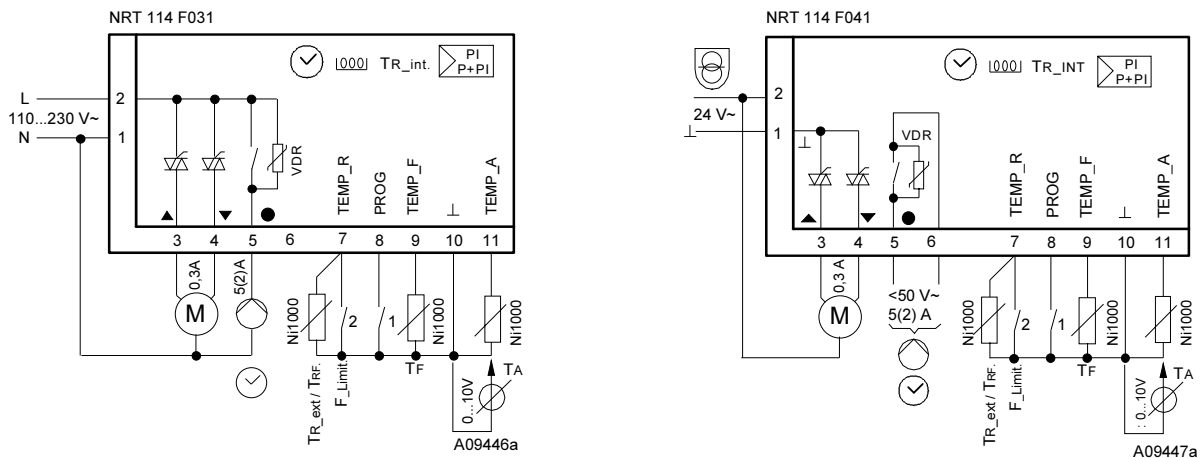 NRT 114 F031
TR_int.
PI
P+PI
L
2
110...230 V~
N
1
VDR
TEMP_R
PROG
TEMP_F
⊥
TEMP_A
3
4
5
6
7
8
9
10
11
0,3A
5(2)A
M
Ni1000
2
1
Ni1000
Ni1000
TR_ext / TRF.
F_Limit.
TF
0...10V
TA
A09446a
NRT 114 F041
TR_INT
PI
P+PI
2
24 V~
⊥
1
⊥
VDR
TEMP_R
PROG
TEMP_F
⊥
TEMP_A
3
4
5
6
7
8
9
10
11
0,3 A
<50 V~
5(2) A
M
Ni1000
2
1
Ni1000
Ni1000
TR_ext / TRF.
F_Limit.
TF
: 0...10V
TA
A09447a